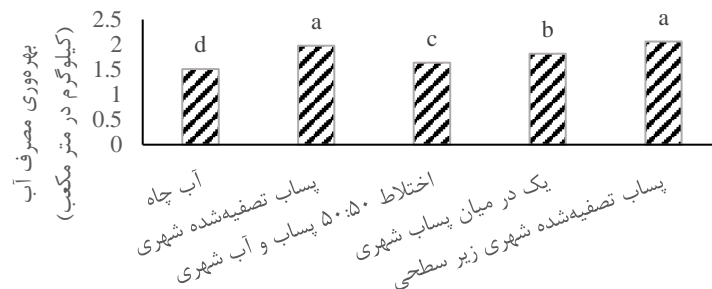 بهره‌وری مصرف آب
(کیلوگرم در متر مکعب)
2.5
2
1.5
1
0.5
0
d
a
c
b
a
آب چاه
پساب تصفیه‌شده شهری
اختلاط ۵۰:۵۰ پساب و آب شهری
یک در میان پساب شهری
پساب تصفیه‌شده شهری زیر سطحی